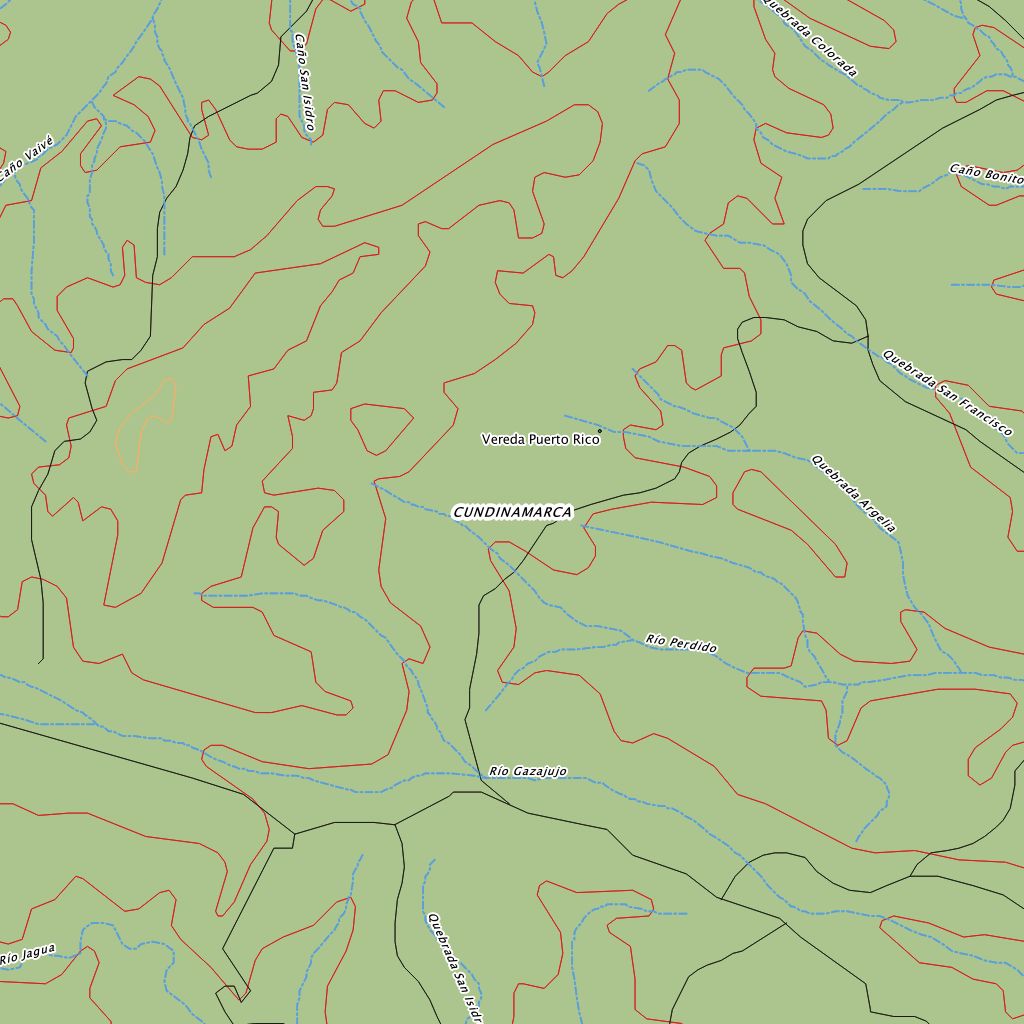 Quebrada Colorada
Caño San Isidro
Caño Vaivé
Caño Bonito
Quebrada San Francisco
Vereda Puerto Rico
Quebrada Argelia
CUNDINAMARCA
Río Perdido
Río Gazajujo
Río Jagua
Quebrada San Isidr